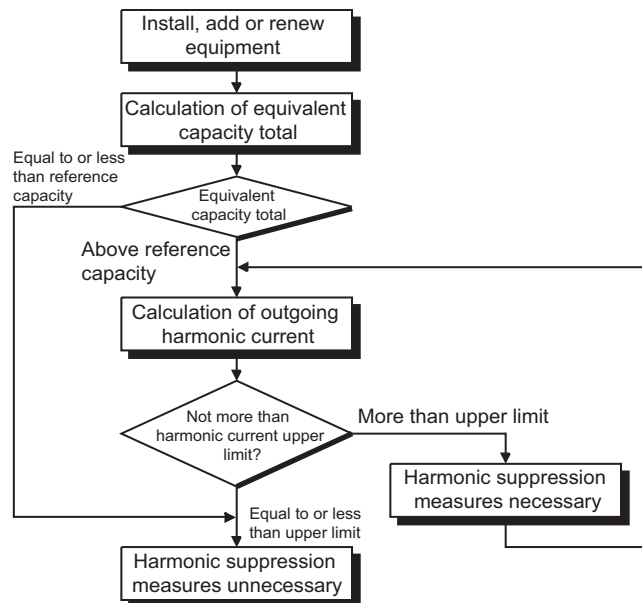 Install, add or renew
equipment
Calculation of equivalent
capacity total
Equal to or less
than reference
capacity
Equivalent
capacity total
Above reference
capacity
Calculation of outgoing
harmonic current
Not more than
harmonic current upper
limit?
More than upper limit
Harmonic suppression
measures necessary
Equal to or less
than upper limit
Harmonic suppression
measures unnecessary